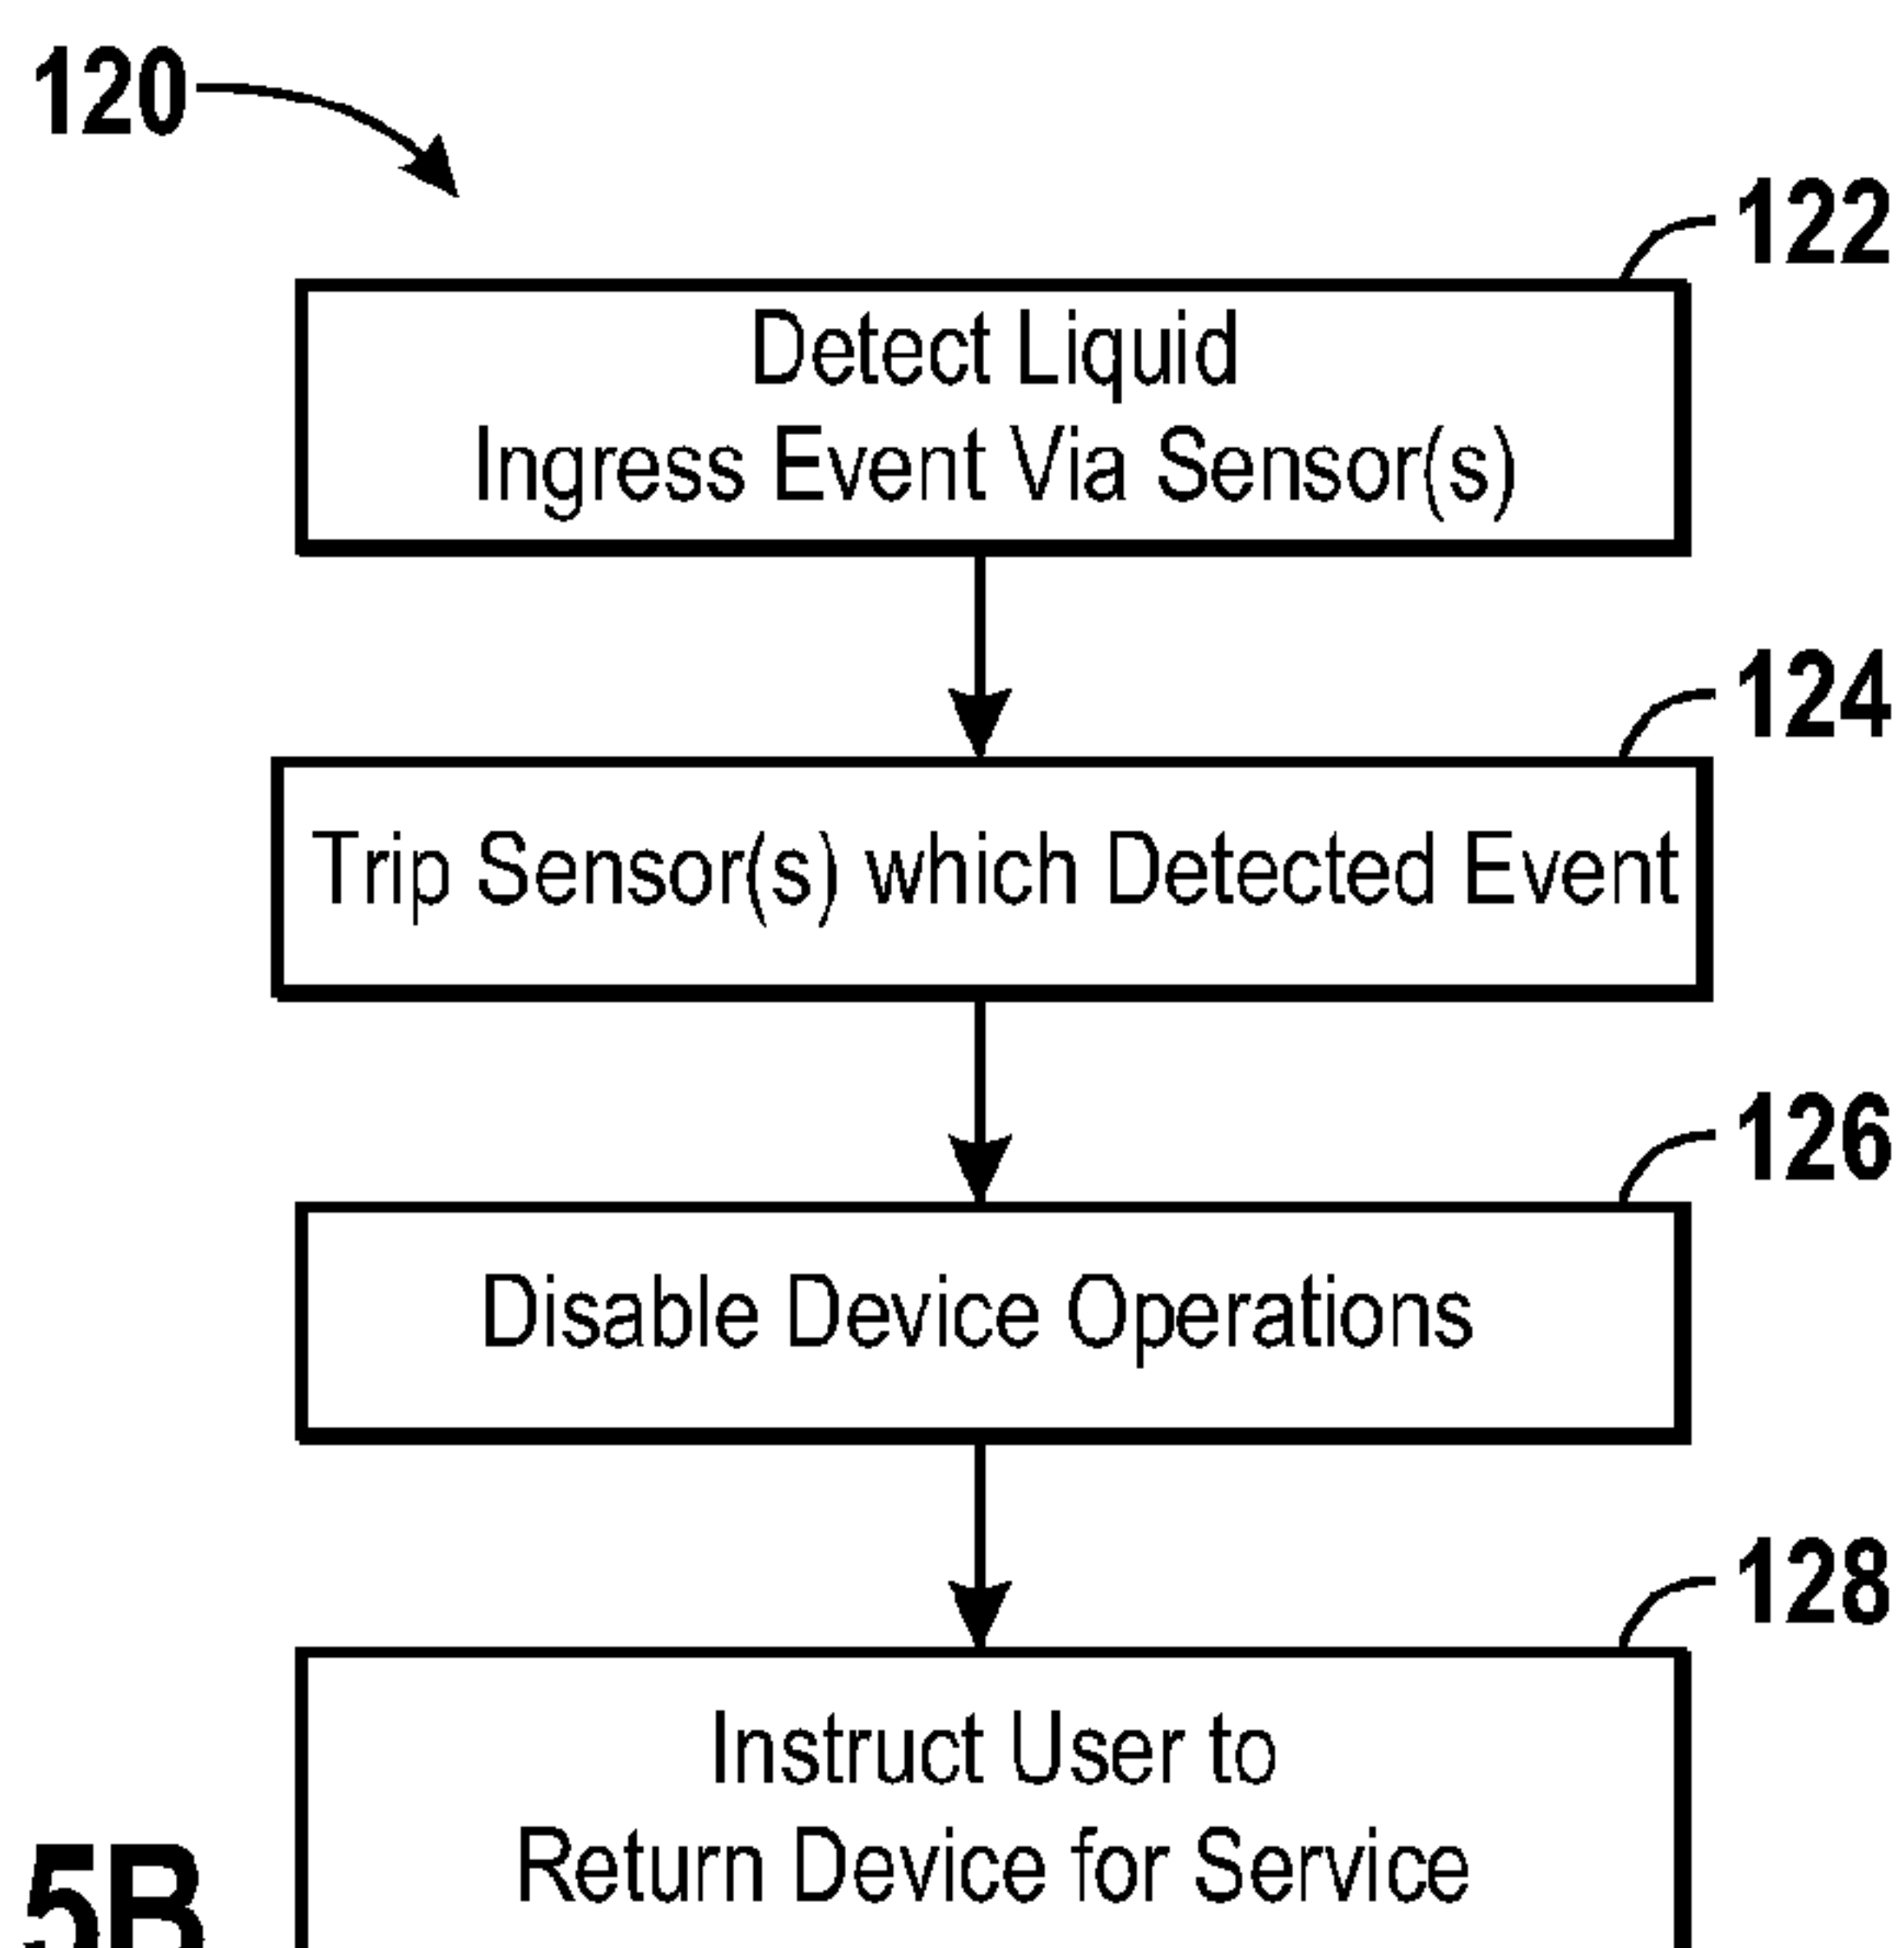 120
122
Detect Liquid
Ingress Event Via Sensor(s)
124
Trip Sensor(s) which Detected Event
126
Disable Device Operations
128
Instruct User to
Return Device for Service
5B